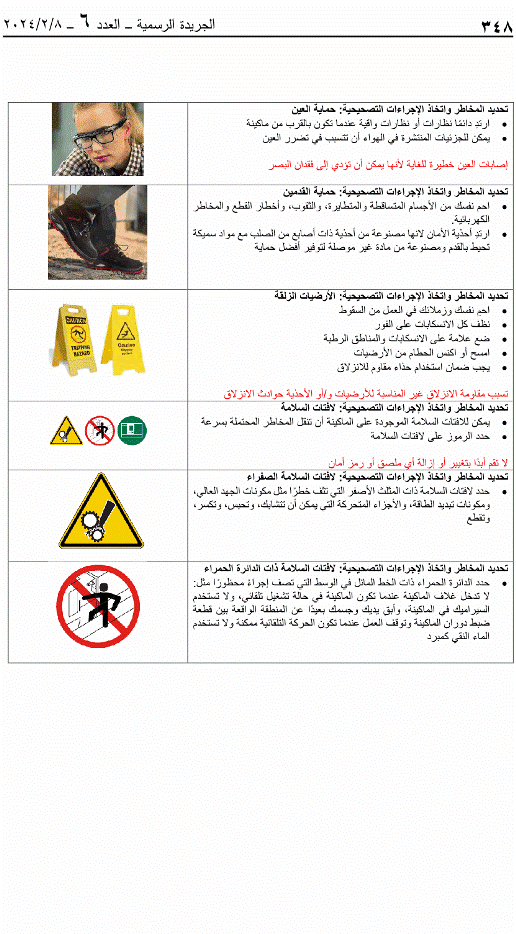 ٣٤٨
الجريدة الرسمية – العدد ٦ – ٢٠٢٤/٢/٨
تحديد المخاطر واتخاذ الإجراءات التصحيحية: حماية العين
• ارتدِ دائمًا نظارات أو نظارات واقية عندما تكون بالقرب من ماكينة
• يمكن للجزئيات المنتشرة في الهواء أن تتسبب في تضرر العين
إصابات العين خطيرة للغاية لأنها يمكن أن تؤدي إلى فقدان البصر
تحديد المخاطر واتخاذ الإجراءات التصحيحية: حماية القدمين
• احمِ نفسك من الأجسام المتساقطة والمتطايرة، والثقوب، وأخطار القطع والمخاطر
الكهربائية.
• ارتدِ أحذية الأمان لانها مصنوعة من أحذية ذات أصابع من الصلب مع مواد سميكة
تحيط بالقدم ومصنوعة من مادة غير موصلة لتوفير أفضل حماية
تحديد المخاطر واتخاذ الإجراءات التصحيحية: الأرضيات الزلقة
• احمِ نفسك وزملائك في العمل من السقوط
• نظف كل الانسكابات على الفور
• ضع علامة على الانسكابات والمناطق الرطبة
• امسح أو اكنس الحطام من الأرضيات
• يجب ضمان استخدام حذاء مقاوم للانزلاق
تسبب مقاومة الانزلاق غير المناسبة للأرضيات و/أو الأحذية حوادث الانزلاق
CAUTION
TRIPPING
HAZARD
Caution
تحديد المخاطر واتخاذ الإجراءات التصحيحية: لافتات السلامة
• يمكن للافتات السلامة الموجودة على الماكينة أن تنقل المخاطر المحتملة بسرعة
• حدد الرموز على لافتات السلامة
لا تقم أبدًا بتغيير أو إزالة أي ملصق أو رمز أمان
تحديد المخاطر واتخاذ الإجراءات التصحيحية: لافتات السلامة الصفراء
• حدد لافتات السلامة ذات المثلث الأصفر التي تثف خطرًا مثل مكونات الجهد العالي،
ومكونات تبديد الطاقة، والأجزاء المتحركة التي يمكن أن تتشابك، وتحبس، وتكسر،
وتقطع
تحديد المخاطر واتخاذ الإجراءات التصحيحية: لافتات السلامة ذات الدائرة الحمراء
• حدد الدائرة الحمراء ذات الخط المائل في الوسط التي تصف إجراءً محظورًا مثل:
لا تدخل غلاف الماكينة عندما تكون الماكينة في حالة تشغيل تلقائي، ولا تستخدم
السيراميك في الماكينة، وأبق يديك وجسمك بعيدًا عن المنطقة الواقعة بين قطعة
ضبط دوران الماكينة وتوقف العمل عندما تكون الحركة التلقائية ممكنة ولا تستخدم
الماء النقي كمبرد